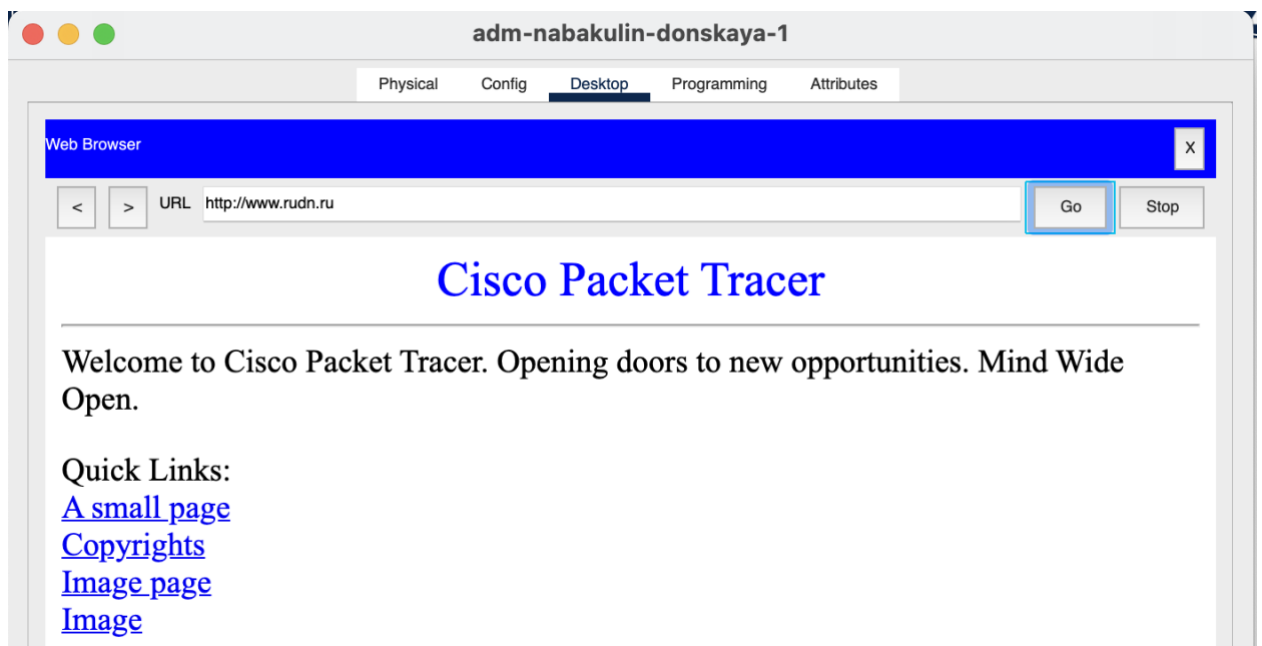 adm-nabakulin-donskaya-1
Physical Config Desktop Programming Attributes
Web Browser X
< > URL http://www.rudn.ru Go Stop
Cisco Packet Tracer
Welcome to Cisco Packet Tracer. Opening doors to new opportunities. Mind Wide
Open.
Quick Links:
A small page
Copyrights
Image page
Image